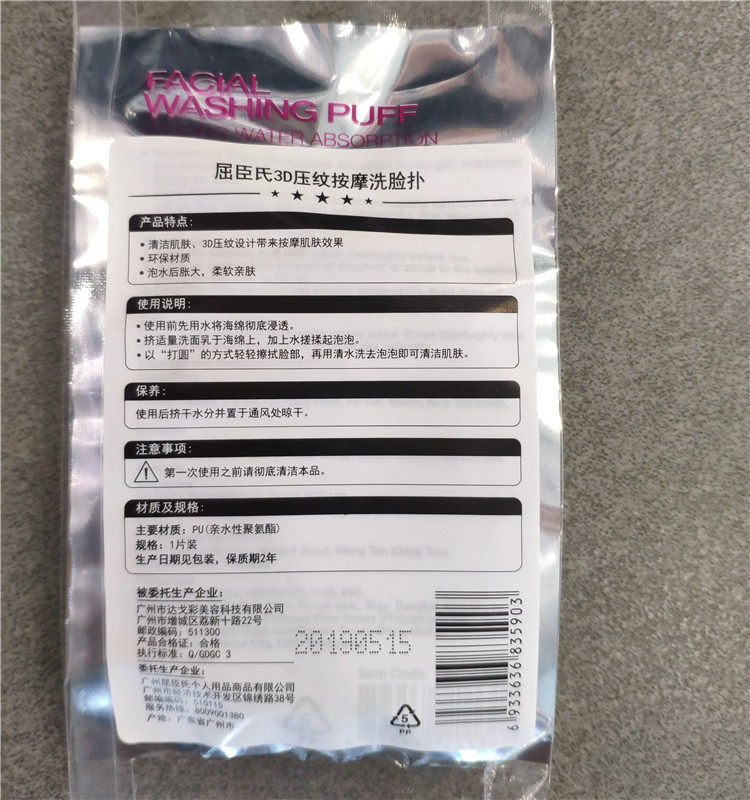 FACIAL
WASHING PUFF
WATER ABSORPTION
屈臣氏3D压纹按摩洗脸扑
产品特点:
• 清洁肌肤、3D压纹设计带来按摩肌肤效果
• 环保材质
• 泡水后胀大，柔软亲肤
使用说明:
• 使用前先用水将海绵彻底浸透。
• 挤适量洗面乳于海绵上，加上水搓揉起泡泡。
• 以“打圆”的方式轻轻擦拭脸部，再用清水洗去泡泡即可清洁肌肤。
保养:
使用后挤干水分并置于通风处晾干。
注意事项:
第一次使用之前请彻底清洁本品。
材质及规格:
主要材质: PU(亲水性聚氨酯)
规格: 1片装
生产日期见包装，保质期2年
被委托生产企业:
广州市达戈彩美容科技有限公司
广州市增城区荔新十路22号
邮政编码: 511300
产品合格证: 合格
执行标准: Q/GDGC 3
20190515
委托生产企业:
广州屈臣氏个人用品商品有限公司
广州市经济技术开发区锦绣路38号
邮编编码: 510115
服务热线: 8009001380
产地: 广东省广州市
5
PP
6933636835903
Item Code: